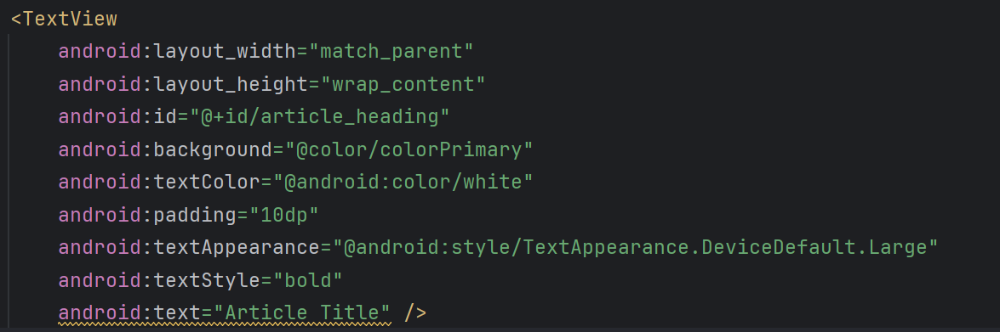 <TextView
android:layout_width="match_parent"
android:layout_height="wrap_content"
android:id="@+id/article_heading"
android:background="@color/colorPrimary"
android:textColor="@android:color/white"
android:padding="10dp"
android:textAppearance="@android:style/TextAppearance.DeviceDefault.Large"
android:textStyle="bold"
android:text="Article Title" />